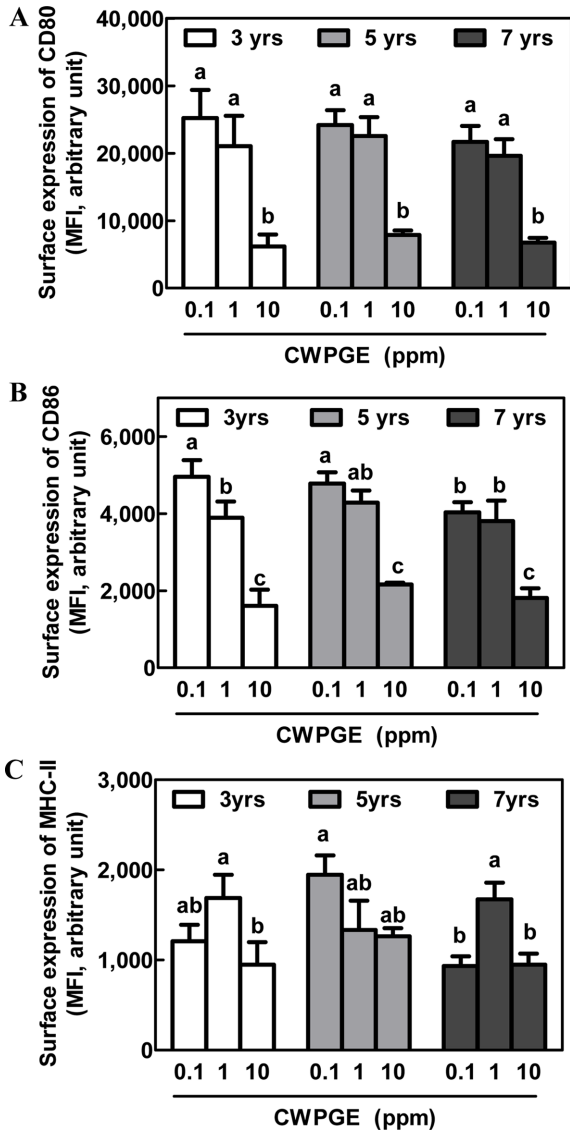 A
Surface expression of CD80
(MFI, arbitrary unit)
40,000
30,000
20,000
10,000
0
3 yrs 5 yrs 7 yrs
a a b a a b a a b
0.1 1 10 0.1 1 10 0.1 1 10
CWPGE (ppm)
B
Surface expression of CD86
(MFI, arbitrary unit)
6,000
4,000
2,000
0
3yrs 5 yrs 7 yrs
a b c a ab c b b c
0.1 1 10 0.1 1 10 0.1 1 10
CWPGE (ppm)
C
Surface expression of MHC-II
(MFI, arbitrary unit)
3,000
2,000
1,000
0
3yrs 5yrs 7yrs
ab a b a ab ab b a b
0.1 1 10 0.1 1 10 0.1 1 10
CWPGE (ppm)